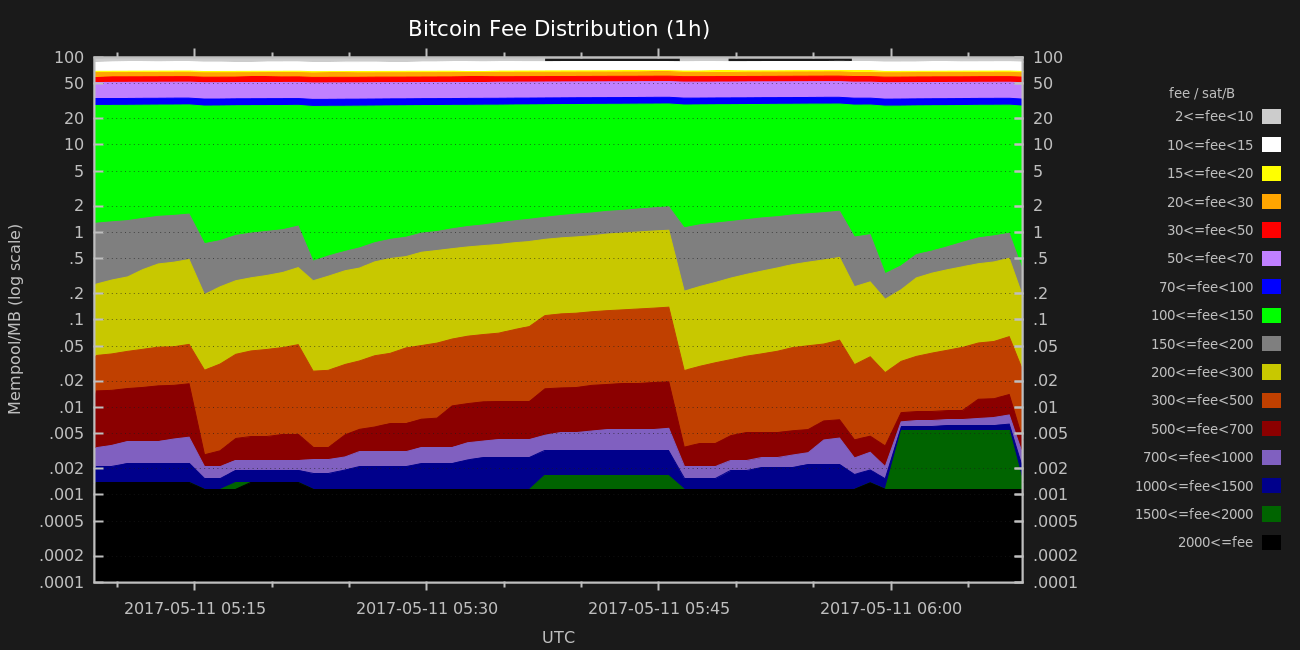 Bitcoin Fee Distribution (1h)
Mempool/MB (log scale)
100
50
20
10
5
2
1
.5
.2
.1
.05
.02
.01
.005
.002
.001
.0005
.0002
.0001
100
50
20
10
5
2
1
.5
.2
.1
.05
.02
.01
.005
.002
.001
.0005
.0002
.0001
2017-05-11 05:15
2017-05-11 05:30
2017-05-11 05:45
2017-05-11 06:00
UTC
fee / sat/B
2<=fee<10
10<=fee<15
15<=fee<20
20<=fee<30
30<=fee<50
50<=fee<70
70<=fee<100
100<=fee<150
150<=fee<200
200<=fee<300
300<=fee<500
500<=fee<700
700<=fee<1000
1000<=fee<1500
1500<=fee<2000
2000<=fee